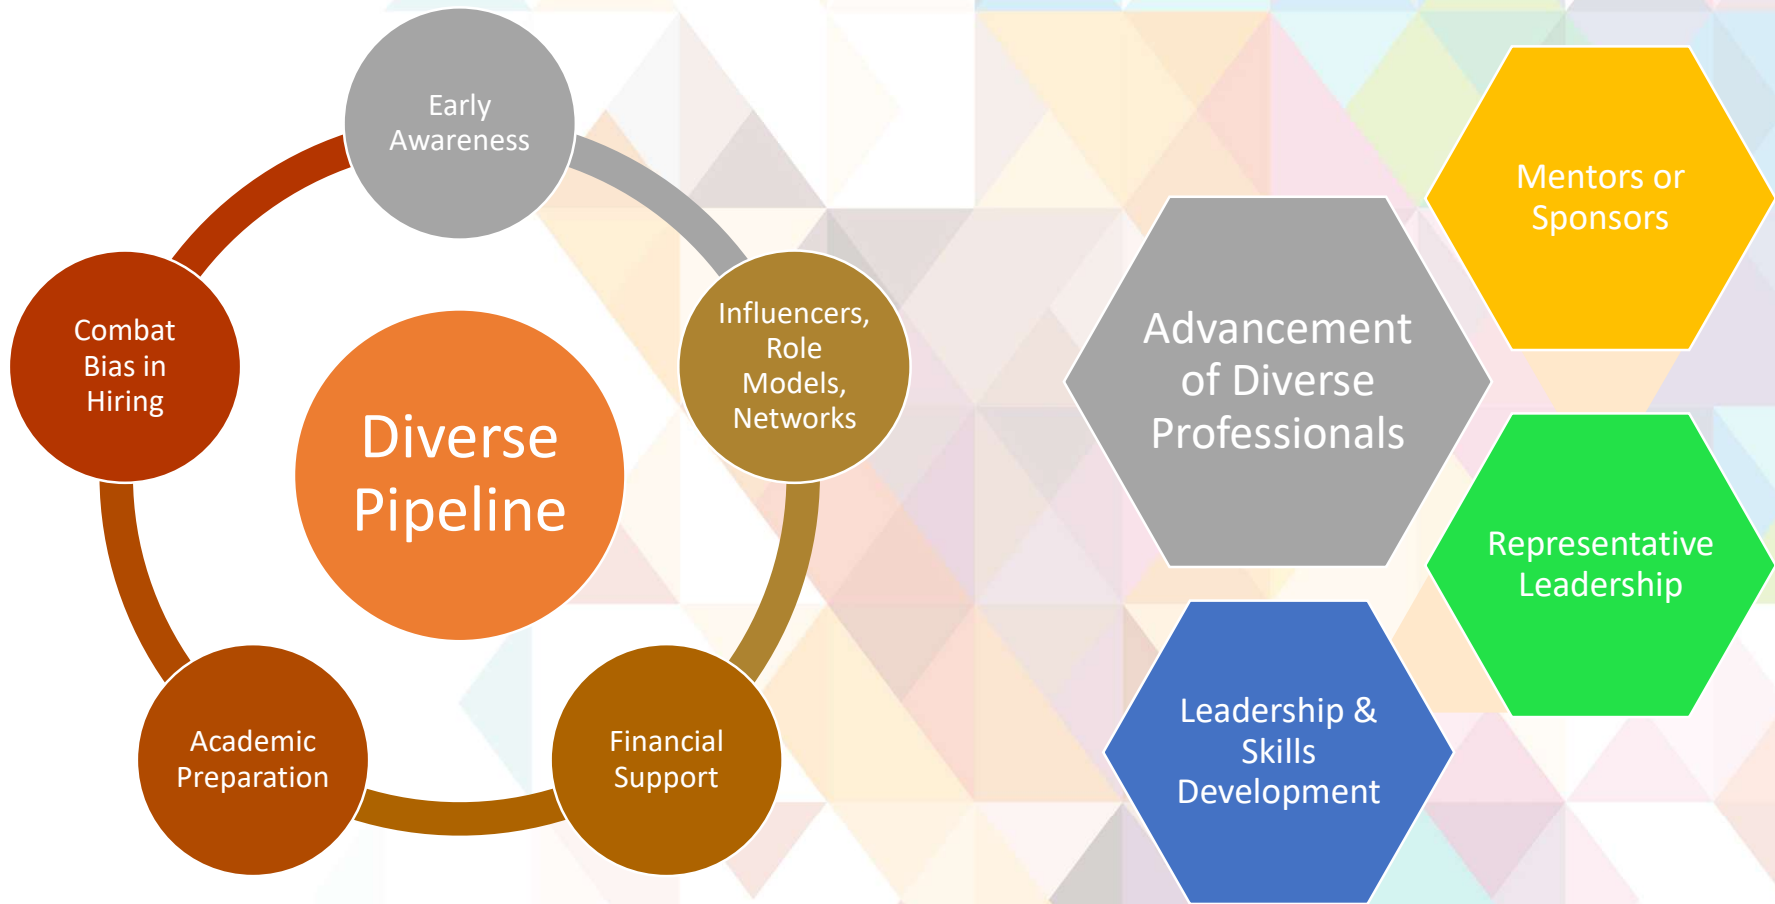 Early
Awareness
Influencers,
Role
Models,
Networks
Financial
Support
Academic
Preparation
Combat
Bias in
Hiring
Diverse
Pipeline
Advancement
of Diverse
Professionals
Mentors or
Sponsors
Representative
Leadership
Leadership &
Skills
Development